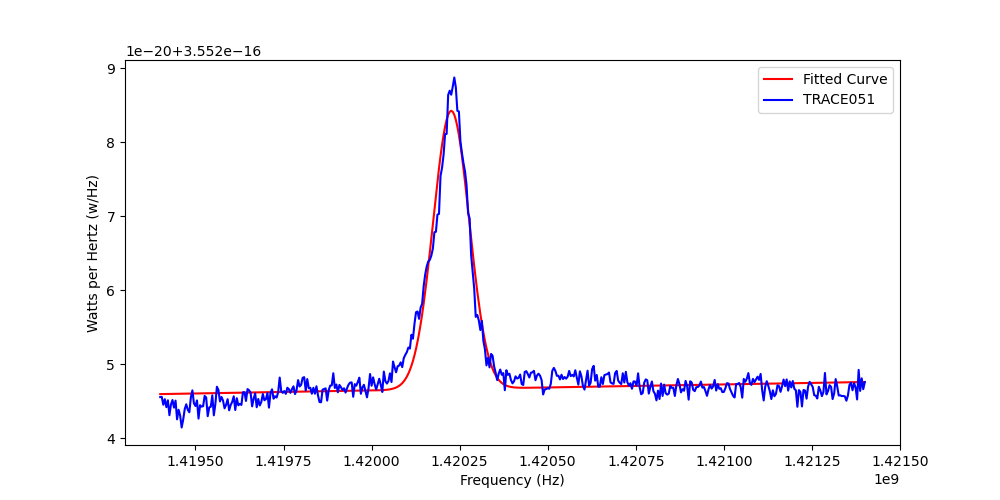 1e−20+3.552e−16
9
8
7
6
5
4
Watts per Hertz (w/Hz)
Fitted Curve
TRACE051
1.41950 1.41975 1.42000 1.42025 1.42050 1.42075 1.42100 1.42125 1.42150
1e9
Frequency (Hz)